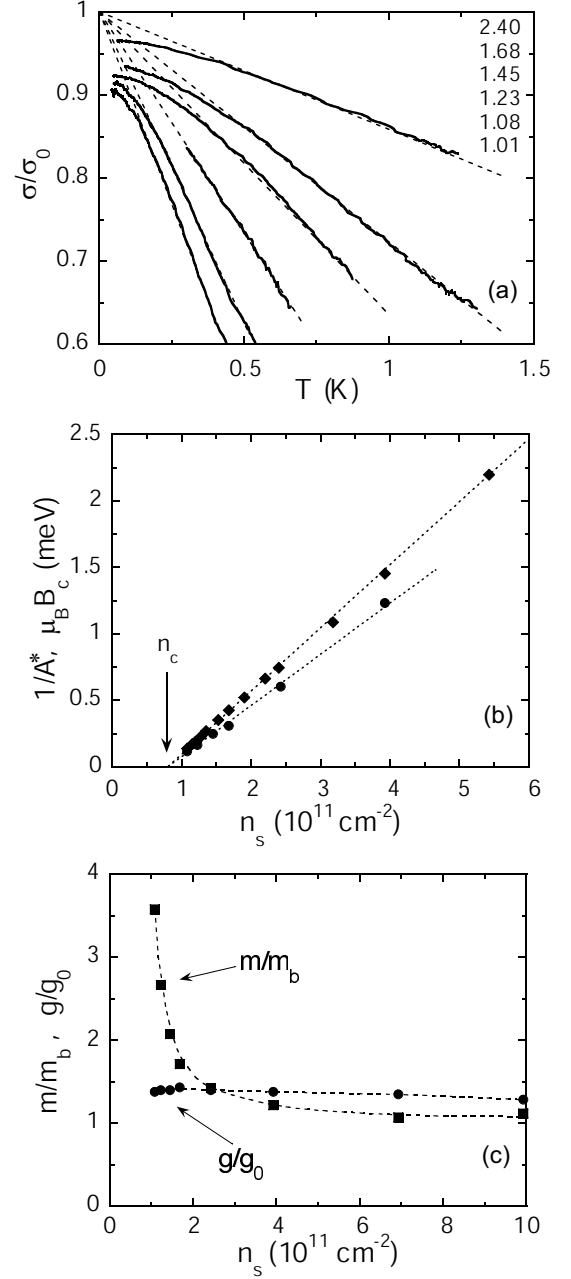 1
0.9
0.8
0.7
0.6
σ/σ0
2.40
1.68
1.45
1.23
1.08
1.01
(a)
0
0.5
1
1.5
T (K)
2.5
2
1.5
1
0.5
0
1/A*, μBBc (meV)
nc
(b)
0 1 2 3 4 5 6
ns (10^11 cm^-2)
4
3
2
1
0
m/mb , g/g0
m/mb
g/g0
(c)
0 2 4 6 8 10
ns (10^11 cm^-2)